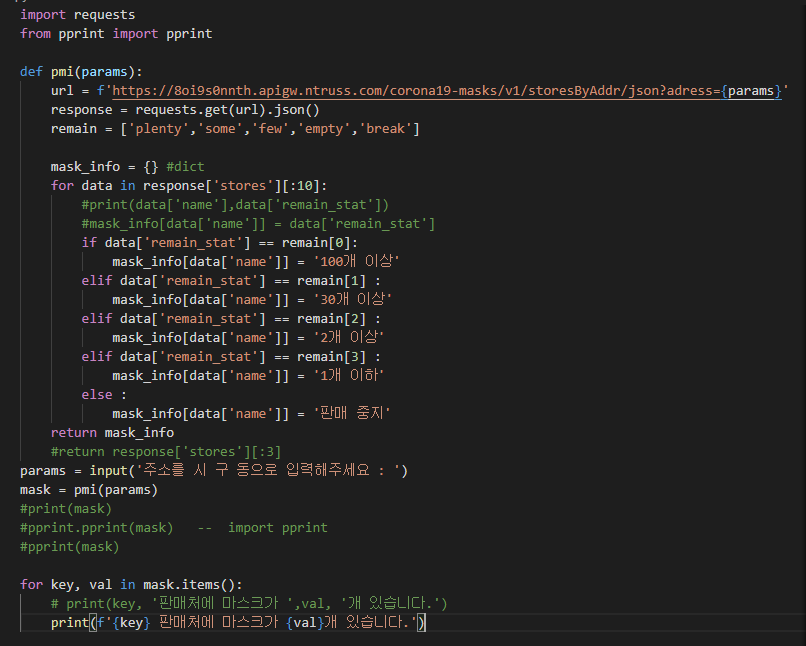 import requests
from pprint import pprint
def pmi(params):
    url = f'https://8oi9s0nnth.apigw.ntruss.com/corona19-masks/v1/storesByAddr/json?adress={params}'
    response = requests.get(url).json()
    remain = ['plenty','some','few','empty','break']
    mask_info = {} #dict
    for data in response['stores'][:10]:
        #print(data['name'],data['remain_stat'])
        #mask_info[data['name']] = data['remain_stat']
        if data['remain_stat'] == remain[0]:
            mask_info[data['name']] = '100개 이상'
        elif data['remain_stat'] == remain[1] :
            mask_info[data['name']] = '30개 이상'
        elif data['remain_stat'] == remain[2] :
            mask_info[data['name']] = '2개 이상'
        elif data['remain_stat'] == remain[3] :
            mask_info[data['name']] = '1개 이하'
        else :
            mask_info[data['name']] = '판매 중지'
    return mask_info
    #return response['stores'][:3]
params = input('주소를 시 구 동으로 입력해주세요 : ')
mask = pmi(params)
#print(mask)
#pprint.pprint(mask)   --  import pprint
#pprint(mask)
for key, val in mask.items():
    # print(key, '판매처에 마스크가 ',val, '개 있습니다.')
    print(f'{key} 판매처에 마스크가 {val}개 있습니다.')